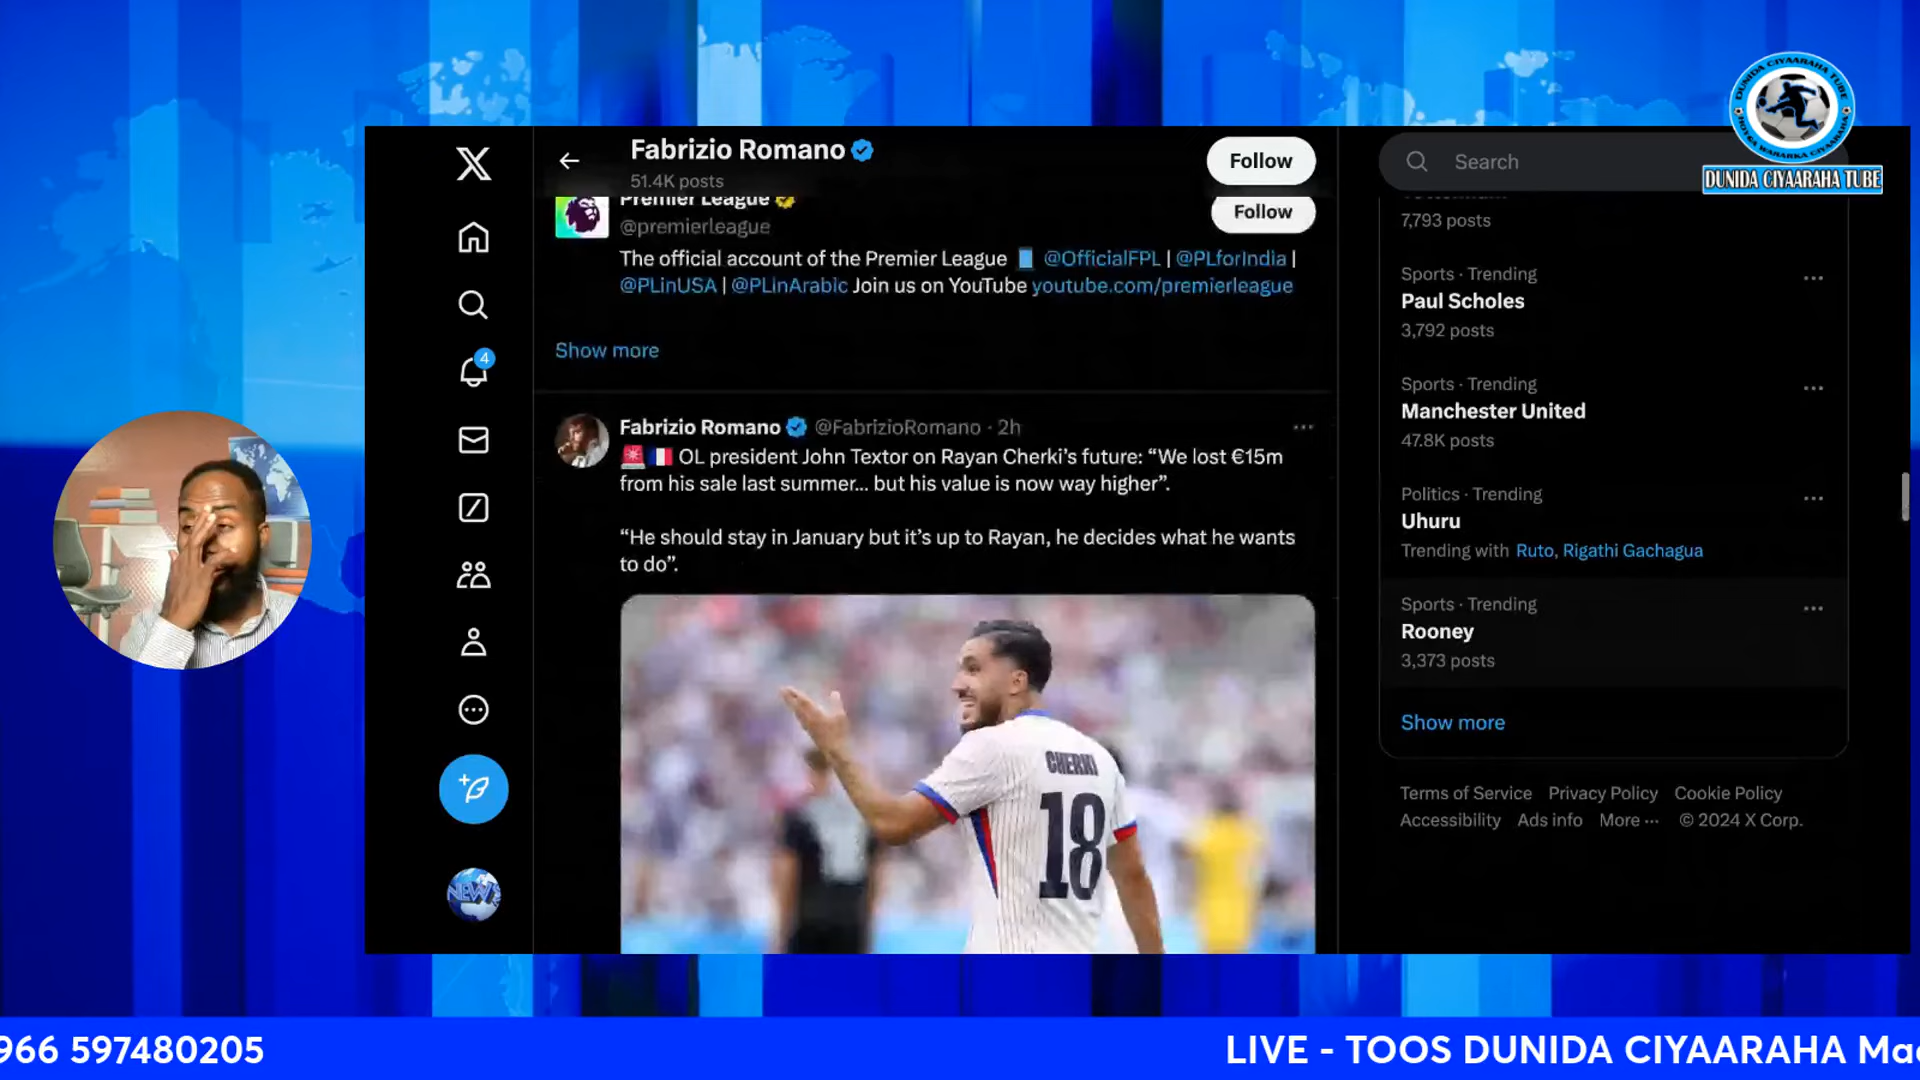 Fabrizio Romano
51.4K posts
Follow
Search
DUNIDA CIYAARAHA TUBE
DUNIDA CIYAARAHA TUBE
Premier League
@premierleague
Follow
The official account of the Premier League @OfficialFPL | @PLforIndia |
@PLinUSA | @PLinArabic Join us on YouTube youtube.com/premierleague
Show more
4
Fabrizio Romano @FabrizioRomano · 2h
OL president John Textor on Rayan Cherki’s future: “We lost €15m
from his sale last summer... but his value is now way higher”.
“He should stay in January but it’s up to Rayan, he decides what he wants
to do”.
CHERKI
18
NEWS
7,793 posts
Sports · Trending
Paul Scholes
3,792 posts
Sports · Trending
Manchester United
47.8K posts
Politics · Trending
Uhuru
Trending with Ruto, Rigathi Gachagua
Sports · Trending
Rooney
3,373 posts
Show more
Terms of Service Privacy Policy Cookie Policy
Accessibility Ads info More ··· © 2024 X Corp.
966 597480205
LIVE - TOOS DUNIDA CIYAARAHA Ma